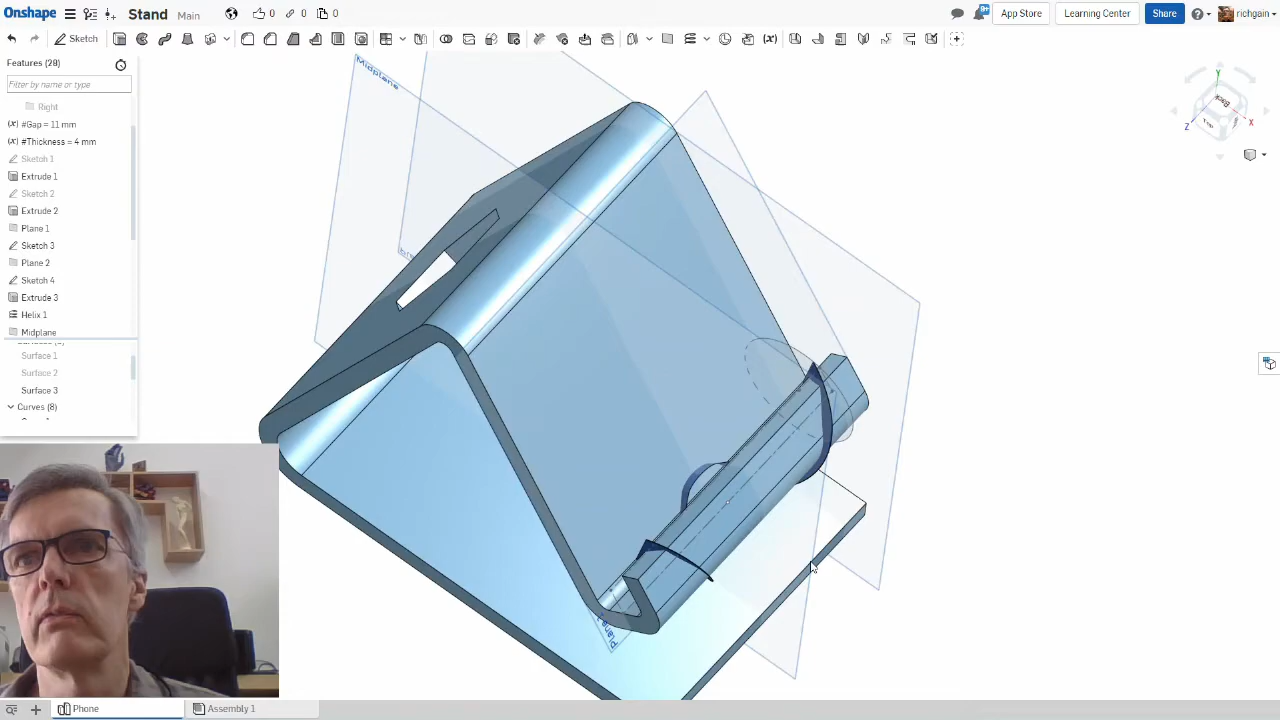 Onshape
Stand
Main
0
0
0
App Store
Learning Center
Share
richgain
Sketch
Features (28)
Filter by name or type
Right
#Gap = 11 mm
#Thickness = 4 mm
Sketch 1
Extrude 1
Sketch 2
Extrude 2
Plane 1
Sketch 3
Plane 2
Sketch 4
Extrude 3
Helix 1
Midplane
Surface 1
Surface 2
Surface 3
Curves (8)
Midplane
Y
Back
Top
Z
X
Phone
Assembly 1